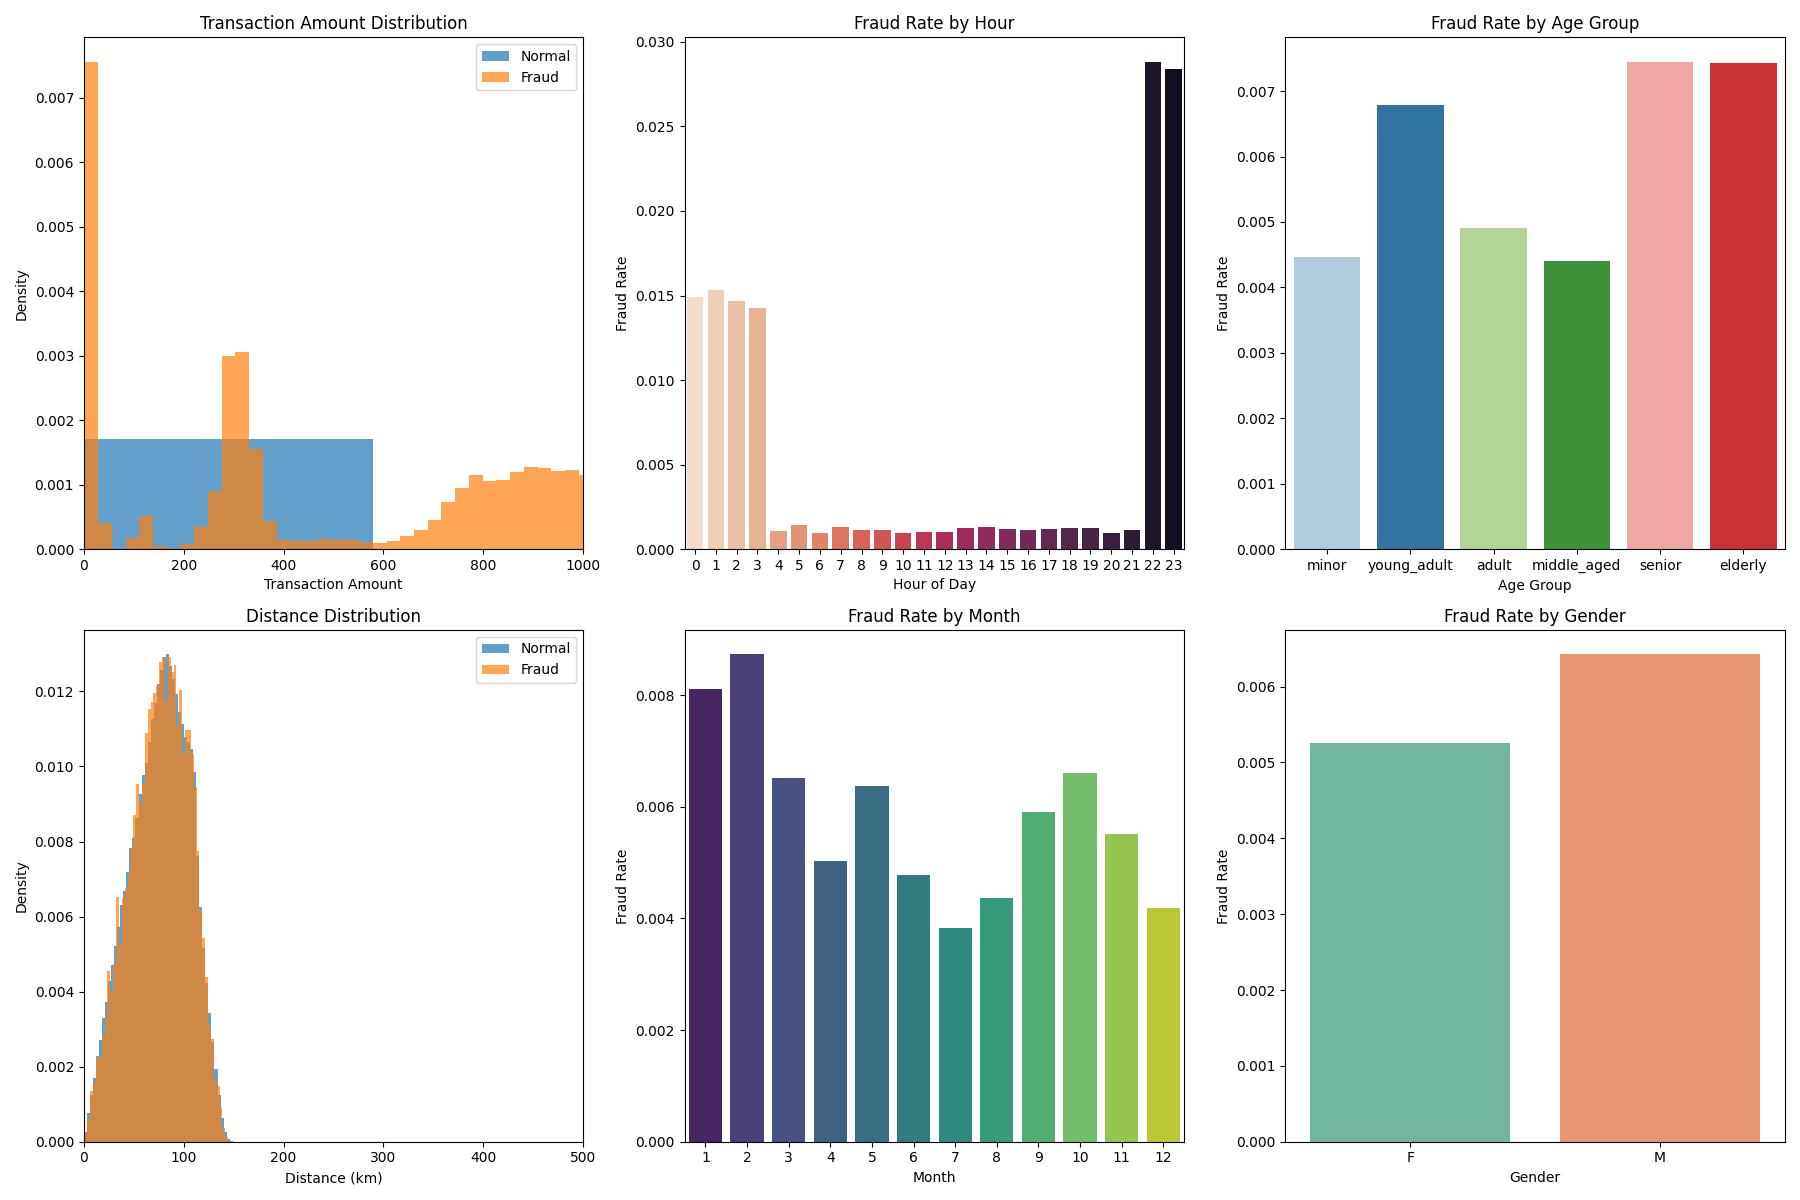 Transaction Amount Distribution
Normal
Fraud
0.007
0.006
0.005
0.004
0.003
0.002
0.001
0.000
Density
0 200 400 600 800 1000
Transaction Amount
Fraud Rate by Hour
0.030
0.025
0.020
0.015
0.010
0.005
0.000
Fraud Rate
0 1 2 3 4 5 6 7 8 9 10 11 12 13 14 15 16 17 18 19 20 21 22 23
Hour of Day
Fraud Rate by Age Group
0.007
0.006
0.005
0.004
0.003
0.002
0.001
0.000
Fraud Rate
minor young_adult adult middle_aged senior elderly
Age Group
Distance Distribution
Normal
Fraud
0.012
0.010
0.008
0.006
0.004
0.002
0.000
Density
0 100 200 300 400 500
Distance (km)
Fraud Rate by Month
0.008
0.006
0.004
0.002
0.000
Fraud Rate
1 2 3 4 5 6 7 8 9 10 11 12
Month
Fraud Rate by Gender
0.006
0.005
0.004
0.003
0.002
0.001
0.000
Fraud Rate
F M
Gender